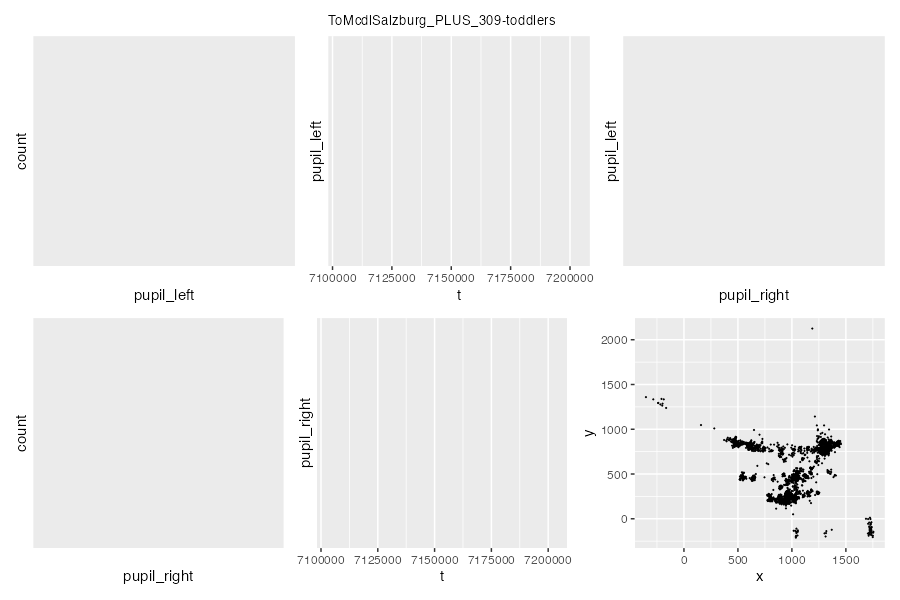 ToMcdlSalzburg_PLUS_309-toddlers
count
pupil_left
pupil_left
7100000 7125000 7150000 7175000 7200000
t
pupil_left
pupil_right
count
pupil_right
pupil_right
7100000 7125000 7150000 7175000 7200000
t
y
2000
1500
1000
500
0
0 500 1000 1500
x